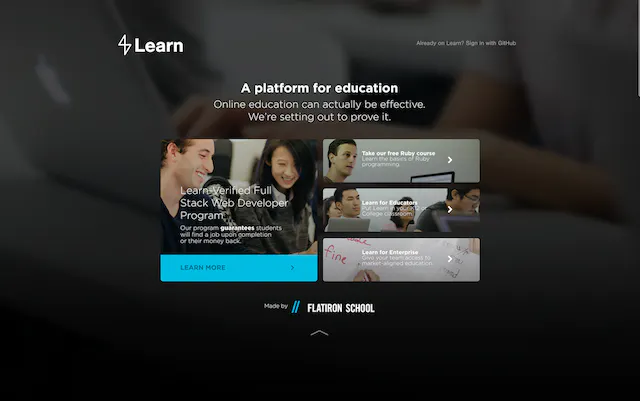 Learn
Already on Learn? Sign in with GitHub
A platform for education
Online education can actually be effective.
We're setting out to prove it.
Learn-Verified Full
Stack Web Developer
Program
Our program guarantees students
will find a job upon completion
or their money back.
LEARN MORE
Take our free Ruby course
Learn the basics of Ruby
programming.
Learn for Educators
Put Learn in your K-12 or
College classroom.
fine
Learn for Enterprise
Give your team access to
market-aligned education.
Made by
FLATIRON SCHOOL